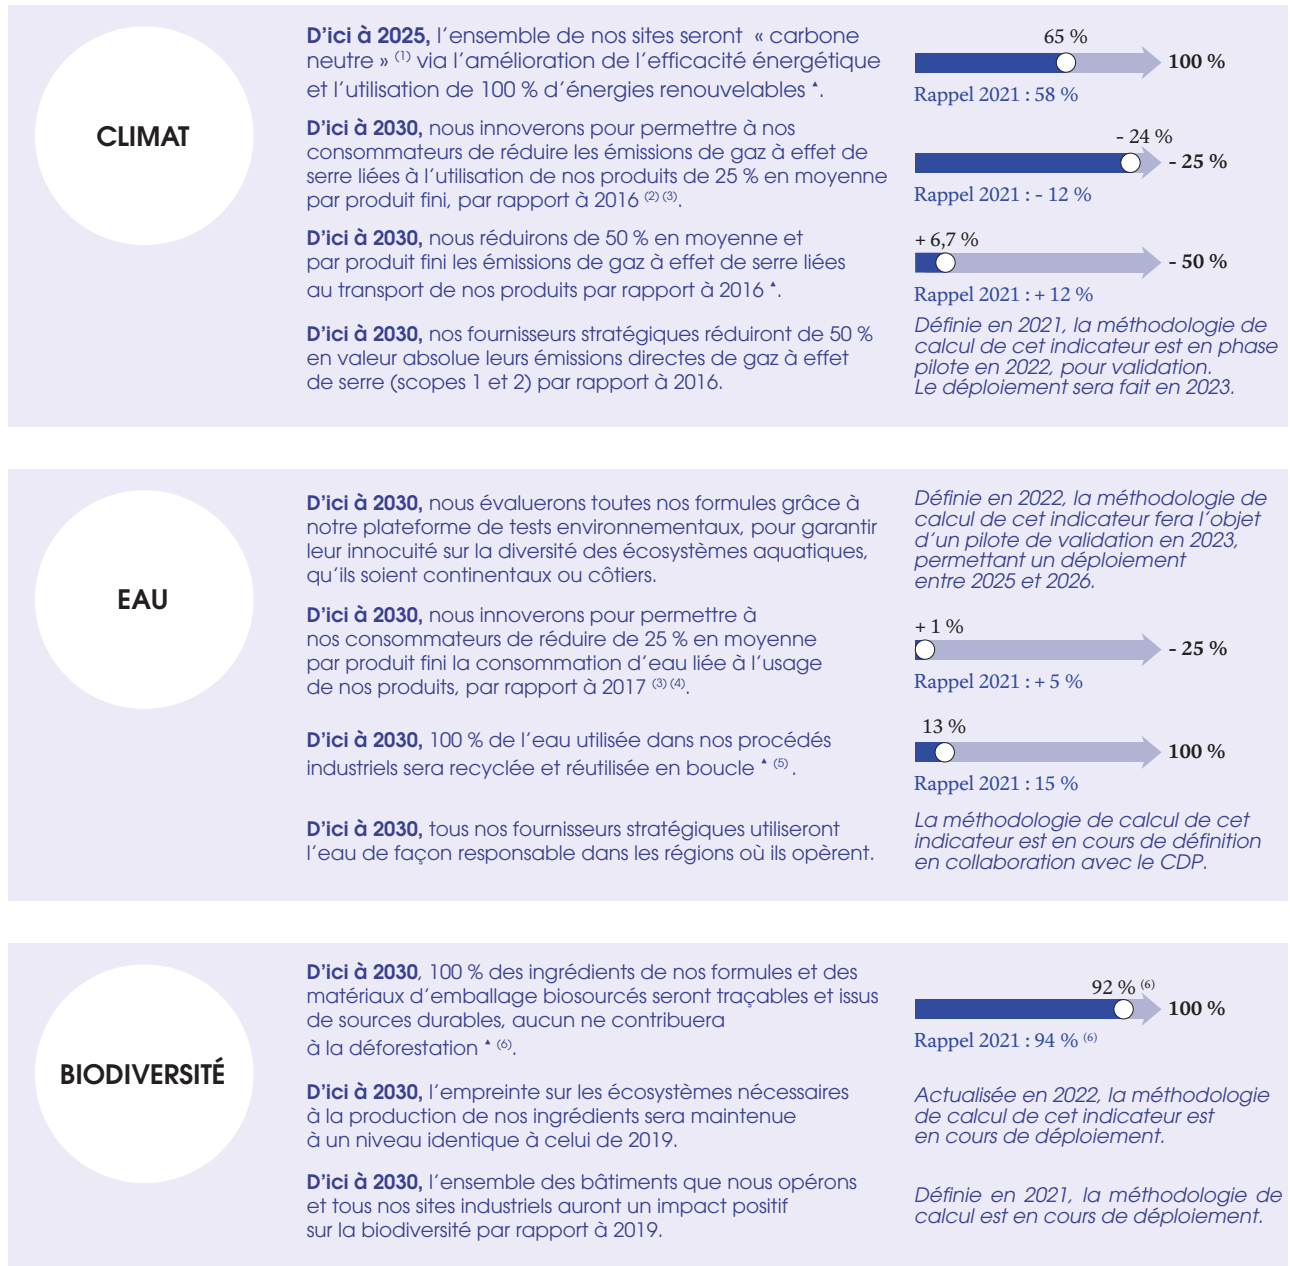 CLIMAT
D’ici à 2025, l’ensemble de nos sites seront « carbone
neutre » (1) via l’amélioration de l’efficacité énergétique
et l’utilisation de 100 % d’énergies renouvelables ▲.
65 %
100 %
Rappel 2021 : 58 %
D’ici à 2030, nous innoverons pour permettre à nos
consommateurs de réduire les émissions de gaz à effet de
serre liées à l’utilisation de nos produits de 25 % en moyenne
par produit fini, par rapport à 2016 (2) (3).
- 24 %
- 25 %
Rappel 2021 : - 12 %
D’ici à 2030, nous réduirons de 50 % en moyenne et
par produit fini les émissions de gaz à effet de serre liées
au transport de nos produits par rapport à 2016 ▲.
+ 6,7 %
- 50 %
Rappel 2021 : + 12 %
D’ici à 2030, nos fournisseurs stratégiques réduiront de 50 %
en valeur absolue leurs émissions directes de gaz à effet
de serre (scopes 1 et 2) par rapport à 2016.
Définie en 2021, la méthodologie de
calcul de cet indicateur est en phase
pilote en 2022, pour validation.
Le déploiement sera fait en 2023.
EAU
D’ici à 2030, nous évaluerons toutes nos formules grâce à
notre plateforme de tests environnementaux, pour garantir
leur innocuité sur la diversité des écosystèmes aquatiques,
qu’ils soient continentaux ou côtiers.
Définie en 2022, la méthodologie de
calcul de cet indicateur fera l’objet
d’un pilote de validation en 2023,
permettant un déploiement
entre 2025 et 2026.
D’ici à 2030, nous innoverons pour permettre à
nos consommateurs de réduire de 25 % en moyenne
par produit fini la consommation d’eau liée à l’usage
de nos produits, par rapport à 2017 (3) (4).
+ 1 %
- 25 %
Rappel 2021 : + 5 %
D’ici à 2030, 100 % de l’eau utilisée dans nos procédés
industriels sera recyclée et réutilisée en boucle ▲ (5).
13 %
100 %
Rappel 2021 : 15 %
D’ici à 2030, tous nos fournisseurs stratégiques utiliseront
l’eau de façon responsable dans les régions où ils opèrent.
La méthodologie de calcul de cet
indicateur est en cours de définition
en collaboration avec le CDP.
BIODIVERSITÉ
D’ici à 2030, 100 % des ingrédients de nos formules et des
matériaux d’emballage biosourcés seront traçables et issus
de sources durables, aucun ne contribuera
à la déforestation ▲ (6).
92 % (6)
100 %
Rappel 2021 : 94 % (6)
D’ici à 2030, l’empreinte sur les écosystèmes nécessaires
à la production de nos ingrédients sera maintenue
à un niveau identique à celui de 2019.
Actualisée en 2022, la méthodologie
de calcul de cet indicateur est
en cours de déploiement.
D’ici à 2030, l’ensemble des bâtiments que nous opérons
et tous nos sites industriels auront un impact positif
sur la biodiversité par rapport à 2019.
Définie en 2021, la méthodologie de
calcul est en cours de déploiement.